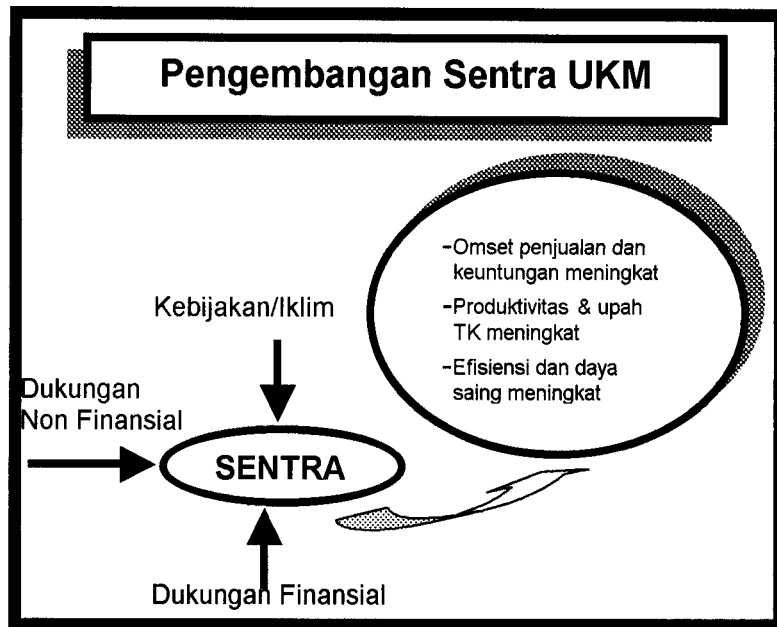 Pengembangan Sentra UKM
-Omset penjualan dan
keuntungan meningkat
-Produktivitas & upah
TK meningkat
-Efisiensi dan daya
saing meningkat
Kebijakan/Iklim
Dukungan
Non Finansial
SENTRA
Dukungan Finansial